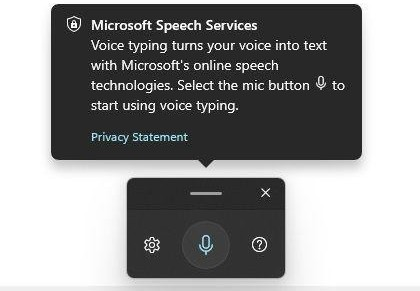 Microsoft Speech Services
Voice typing turns your voice into text
with Microsoft's online speech
technologies. Select the mic button to
start using voice typing.
Privacy Statement